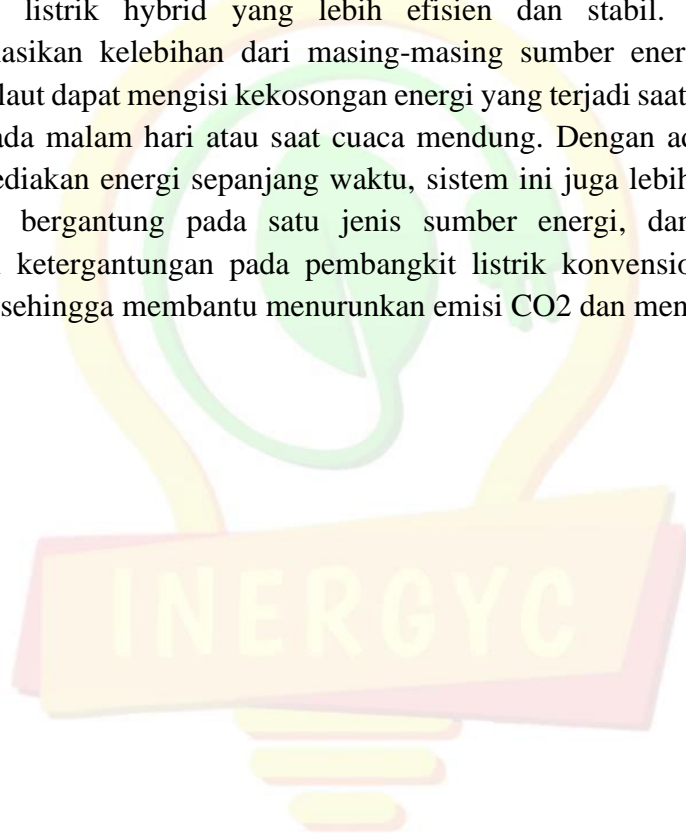 listrik hybrid yang lebih efisien dan stabil.
asikan kelebihan dari masing-masing sumber ener
laut dapat mengisi kekosongan energi yang terjadi saat
ada malam hari atau saat cuaca mendung. Dengan ad
ediakan energi sepanjang waktu, sistem ini juga lebih
bergantung pada satu jenis sumber energi, dan
ketergantungan pada pembangkit listrik konvensio
sehingga membantu menurunkan emisi CO2 dan men
INERGYC